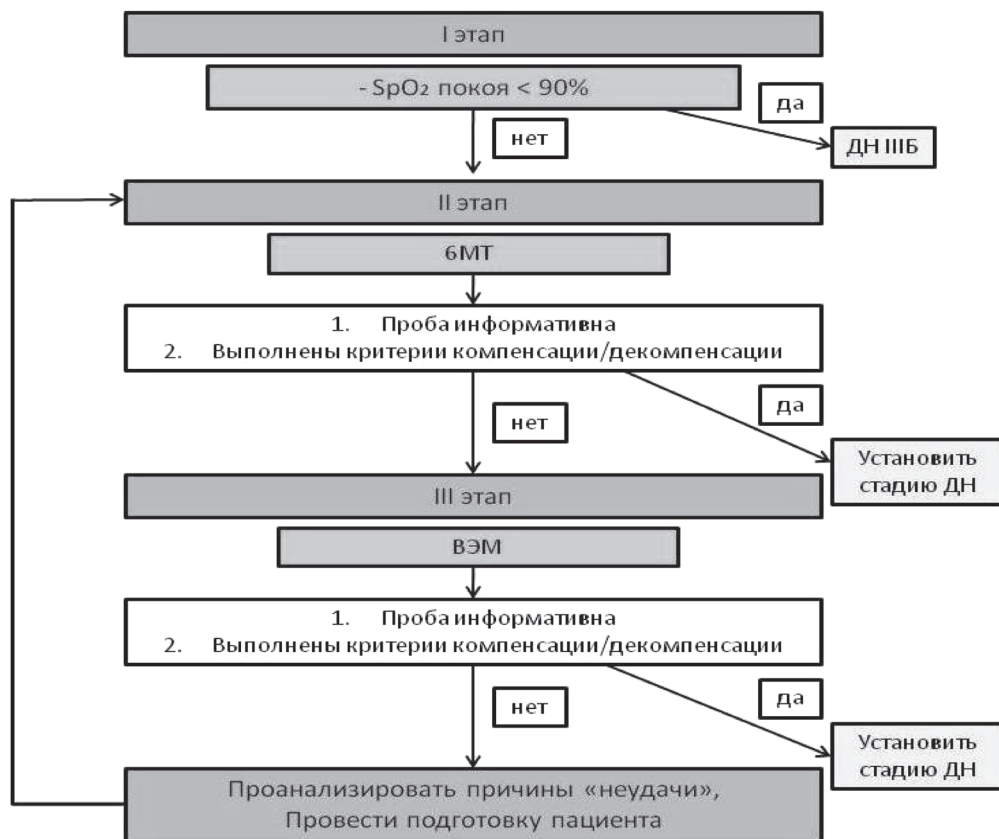 I этап
- SpO₂ покоя < 90%
да
нет
ДН IIIБ
II этап
6МТ
1. Проба информативна
2. Выполнены критерии компенсации/декомпенсации
да
нет
Установить
стадию ДН
III этап
ВЭМ
1. Проба информативна
2. Выполнены критерии компенсации/декомпенсации
да
нет
Установить
стадию ДН
Проанализировать причины «неудачи»,
Провести подготовку пациента